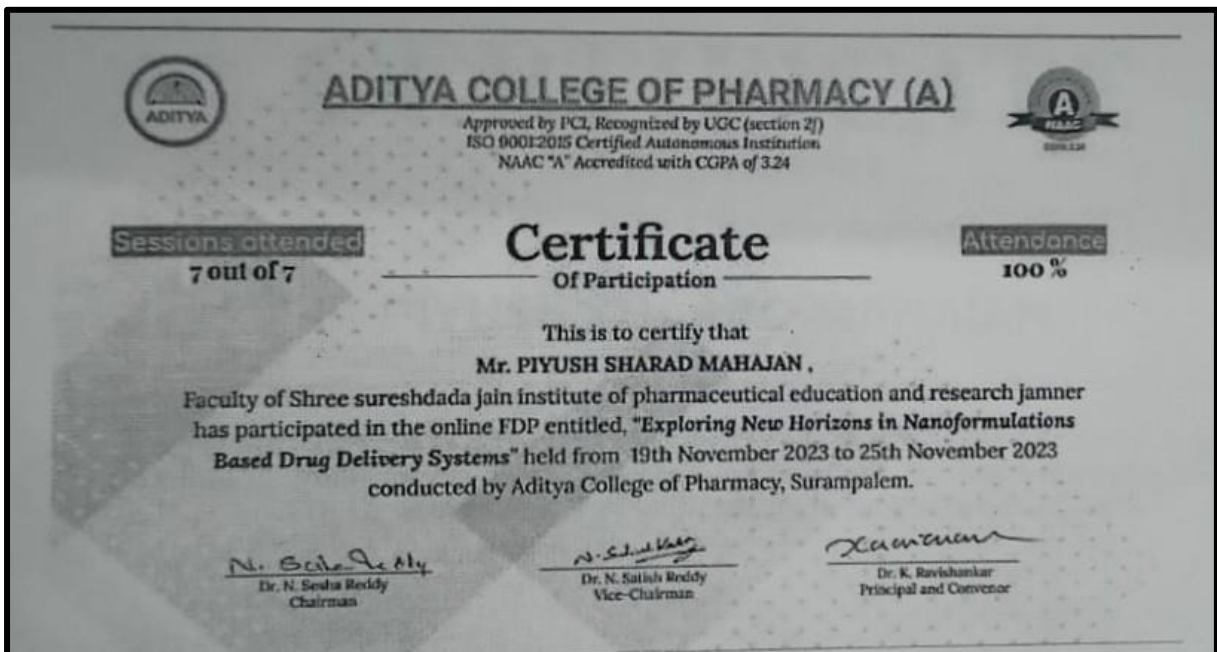 ADITYA
ADITYA COLLEGE OF PHARMACY (A)
Approved by PCI, Recognized by UGC (section 2f)
ISO 9001:2015 Certified Autonomous Institution
NAAC "A" Accredited with CGPA of 3.24
A
NAAC
CGPA 3.24
Sessions attended
7 out of 7
Certificate
Of Participation
Attendance
100 %
This is to certify that
Mr. PIYUSH SHARAD MAHAJAN ,
Faculty of Shree sureshdada jain institute of pharmaceutical education and research jamner
has participated in the online FDP entitled, "Exploring New Horizons in Nanoformulations
Based Drug Delivery Systems" held from 19th November 2023 to 25th November 2023
conducted by Aditya College of Pharmacy, Surampalem.
Dr. N. Sesha Reddy
Chairman
Dr. N. Satish Reddy
Vice-Chairman
Dr. K. Ravishankar
Principal and Convenor